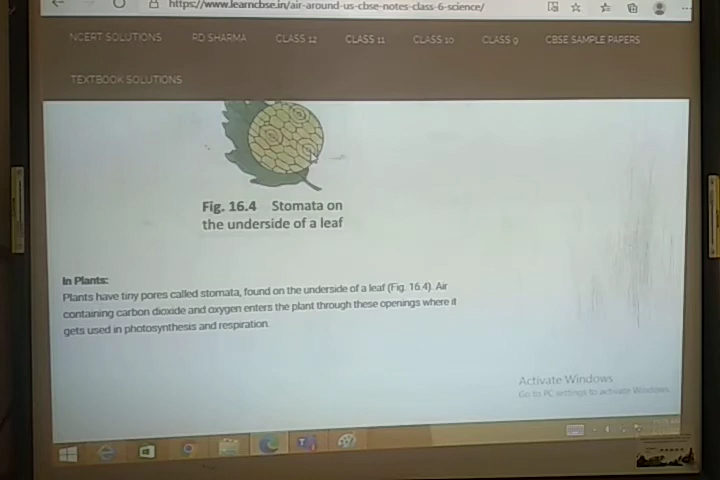 https://www.learncbse.in/air-around-us-cbse-notes-class-6-science/
NCERT SOLUTIONS RD SHARMA CLASS 12 CLASS 11 CLASS 10 CLASS 9 CBSE SAMPLE PAPERS
TEXTBOOK SOLUTIONS
Fig. 16.4 Stomata on
the underside of a leaf
In Plants:
Plants have tiny pores called stomata, found on the underside of a leaf (Fig. 16.4). Air
containing carbon dioxide and oxygen enters the plant through these openings where it
gets used in photosynthesis and respiration.
Activate Windows
Go to PC settings to activate Windows.